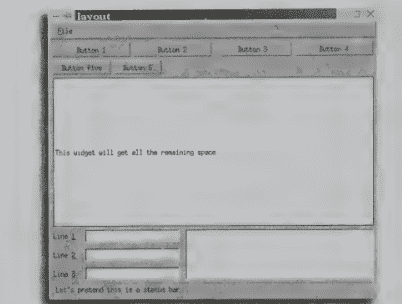 layout
File
Button 1 Button 2 Button 3 Button 4
Button five Button 6
This widget will get all the remaining space
Line 1
Line 2
Line 3
Let's pretend this is a status bar